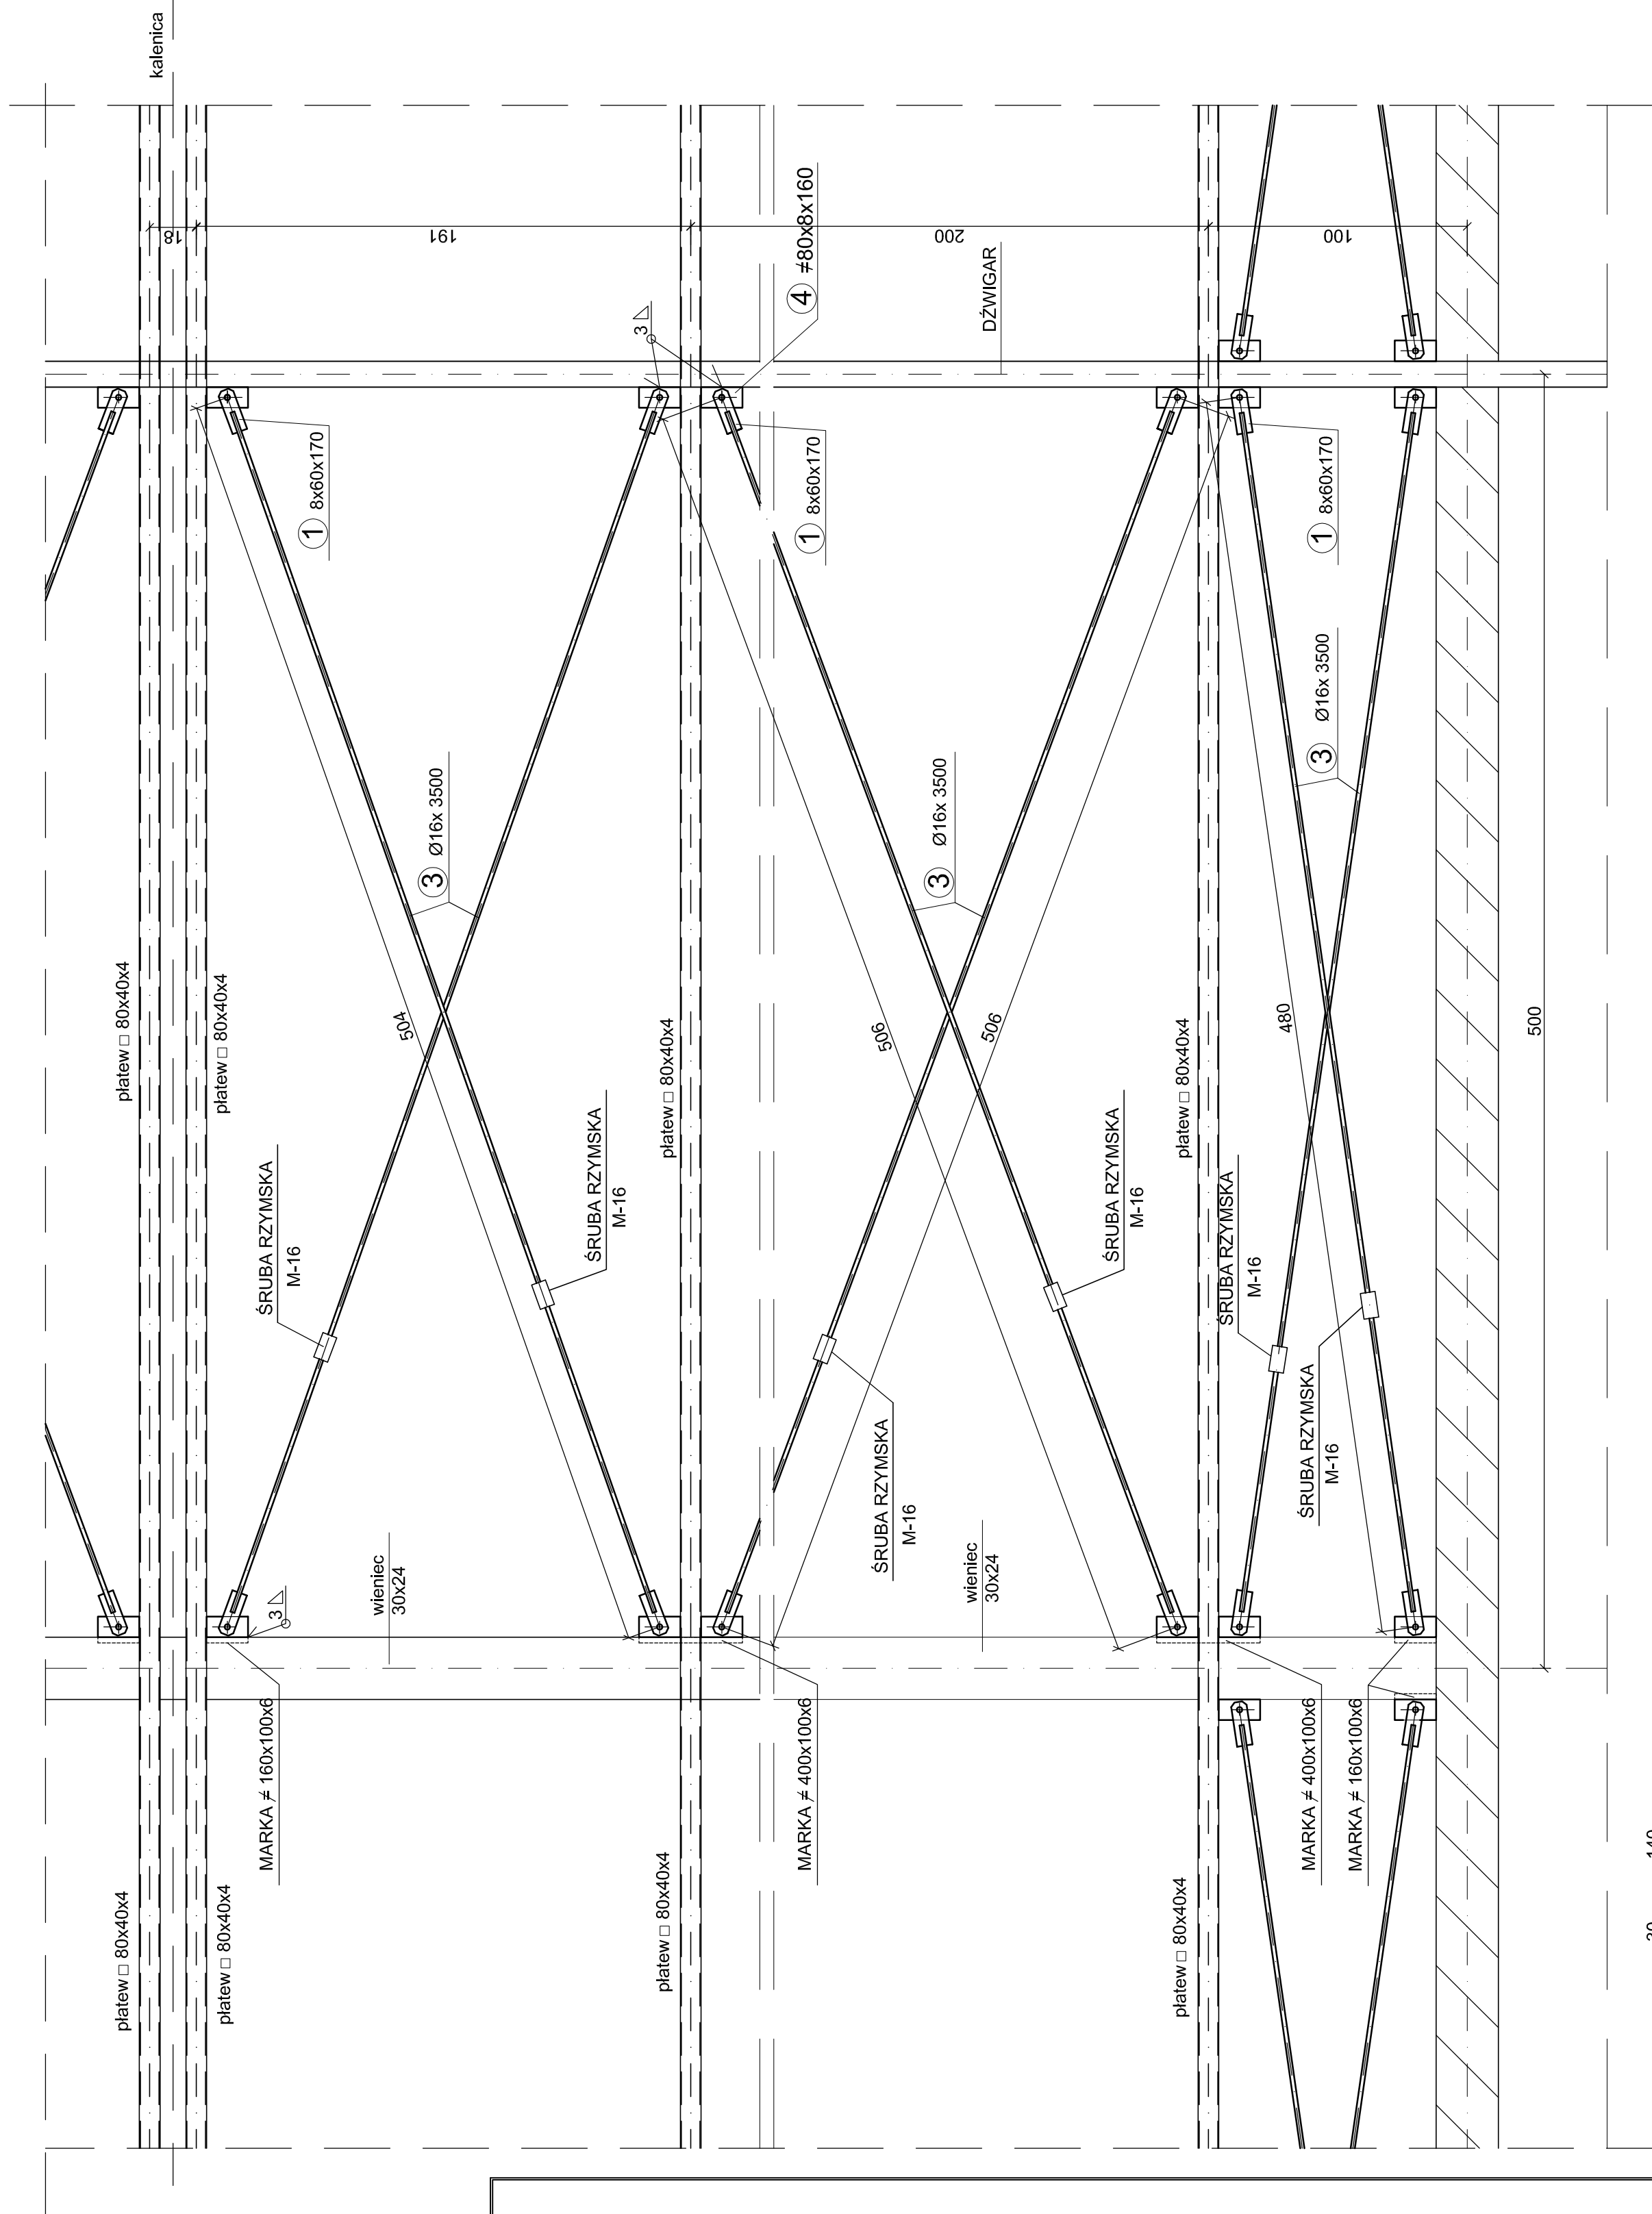 kalenica
18
191
200
100
④ ≠80x8x160
3
DŹWIGAR
① 8x60x170
① 8x60x170
① 8x60x170
③ Ø16x 3500
③ Ø16x 3500
③ Ø16x 3500
płatew □ 80x40x4
płatew □ 80x40x4
płatew □ 80x40x4
płatew □ 80x40x4
504
506
506
480
500
ŚRUBA RZYMSKA
M-16
ŚRUBA RZYMSKA
M-16
ŚRUBA RZYMSKA
M-16
ŚRUBA RZYMSKA
M-16
ŚRUBA RZYMSKA
M-16
ŚRUBA RZYMSKA
M-16
3
wieniec
30x24
wieniec
30x24
MARKA ≠ 160x100x6
MARKA ≠ 400x100x6
MARKA ≠ 400x100x6
MARKA ≠ 160x100x6
płatew □ 80x40x4
płatew □ 80x40x4
płatew □ 80x40x4
płatew □ 80x40x4